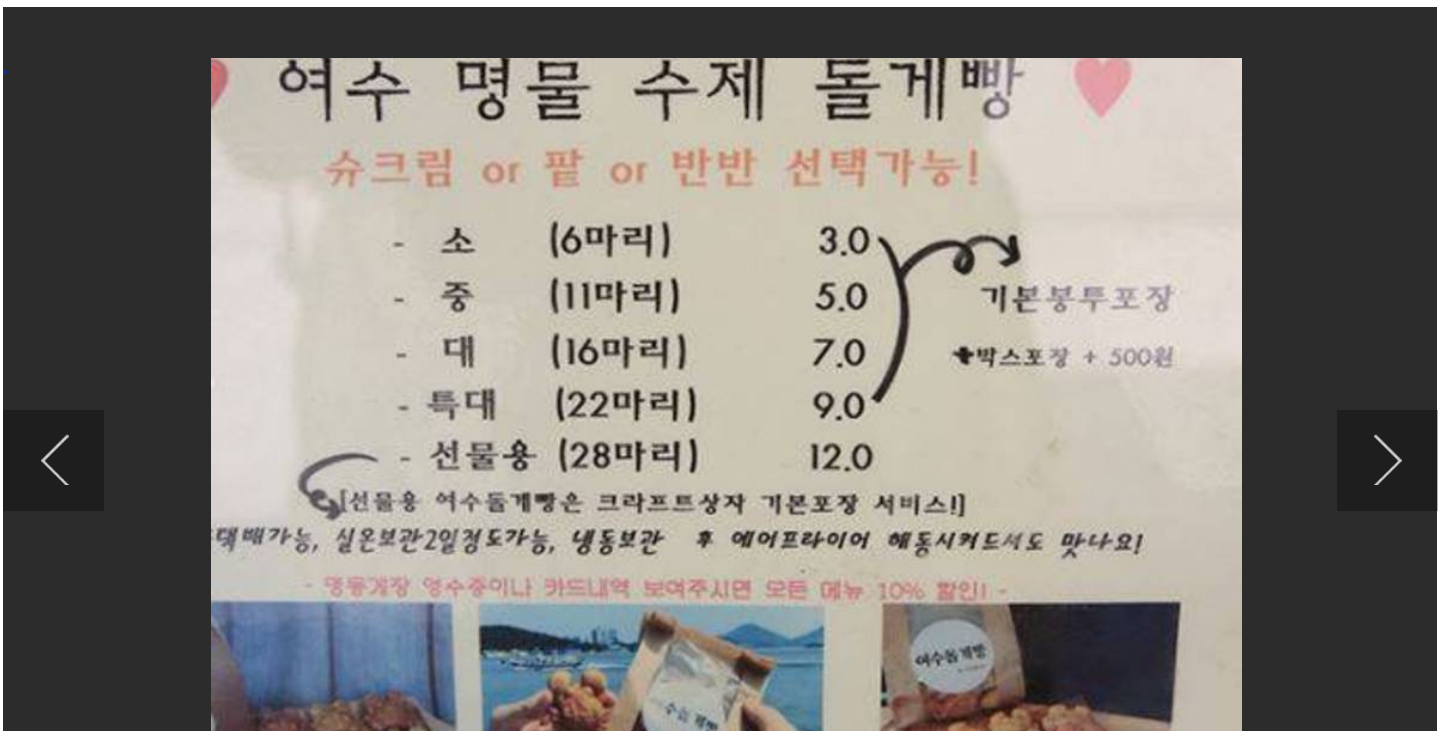 여수 명물 수제 돌게빵
슈크림 or 팥 or 반반 선택가능!
- 소 (6마리) 3.0
- 중 (11마리) 5.0
- 대 (16마리) 7.0
- 특대 (22마리) 9.0
- 선물용 (28마리) 12.0
기본봉투포장
박스포장 + 500원
[선물용 여수돌게빵은 크라프트상자 기본포장 서비스!]
택배가능, 실온보관2일정도가능, 냉동보관 후 에어프라이어 해동시켜드셔도 맛나요!
- 명동게장 영수증이나 카드내역 보여주시면 모든 메뉴 10% 할인! -
여수돌게빵
수돌게빵